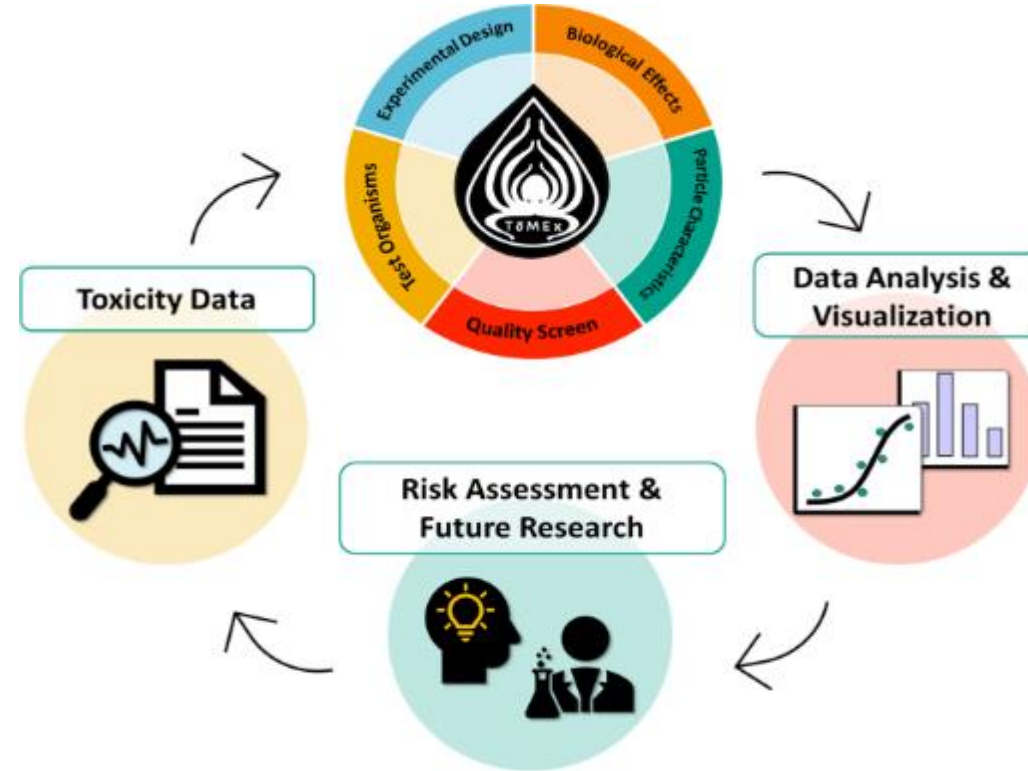 Experimental Design
Biological Effects
Particle Characteristics
Quality Screen
Test Organisms
TōMEx
Toxicity Data
Data Analysis &
Visualization
Risk Assessment &
Future Research